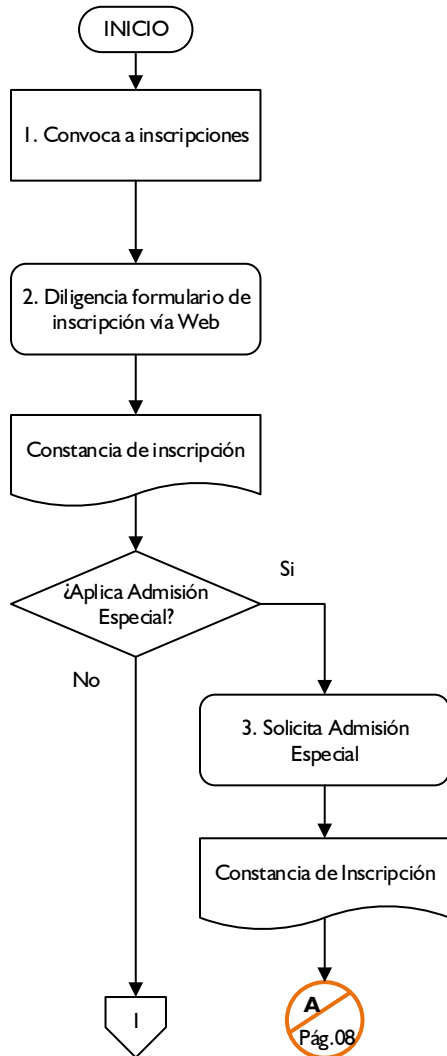 INICIO
1. Convoca a inscripciones
2. Diligencia formulario de
inscripción vía Web
Constancia de inscripción
¿Aplica Admisión
Especial?
Si
No
3. Solicita Admisión
Especial
Constancia de Inscripción
1
A
Pág.08